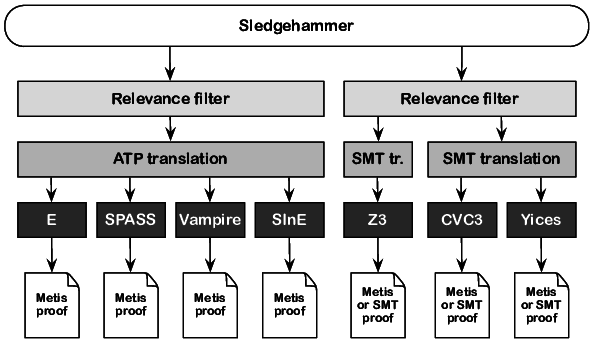 Sledgehammer
Relevance filter
Relevance filter
ATP translation
SMT tr.
SMT translation
E
SPASS
Vampire
SInE
Z3
CVC3
Yices
Metis
proof
Metis
proof
Metis
proof
Metis
proof
Metis
or SMT
proof
Metis
or SMT
proof
Metis
or SMT
proof